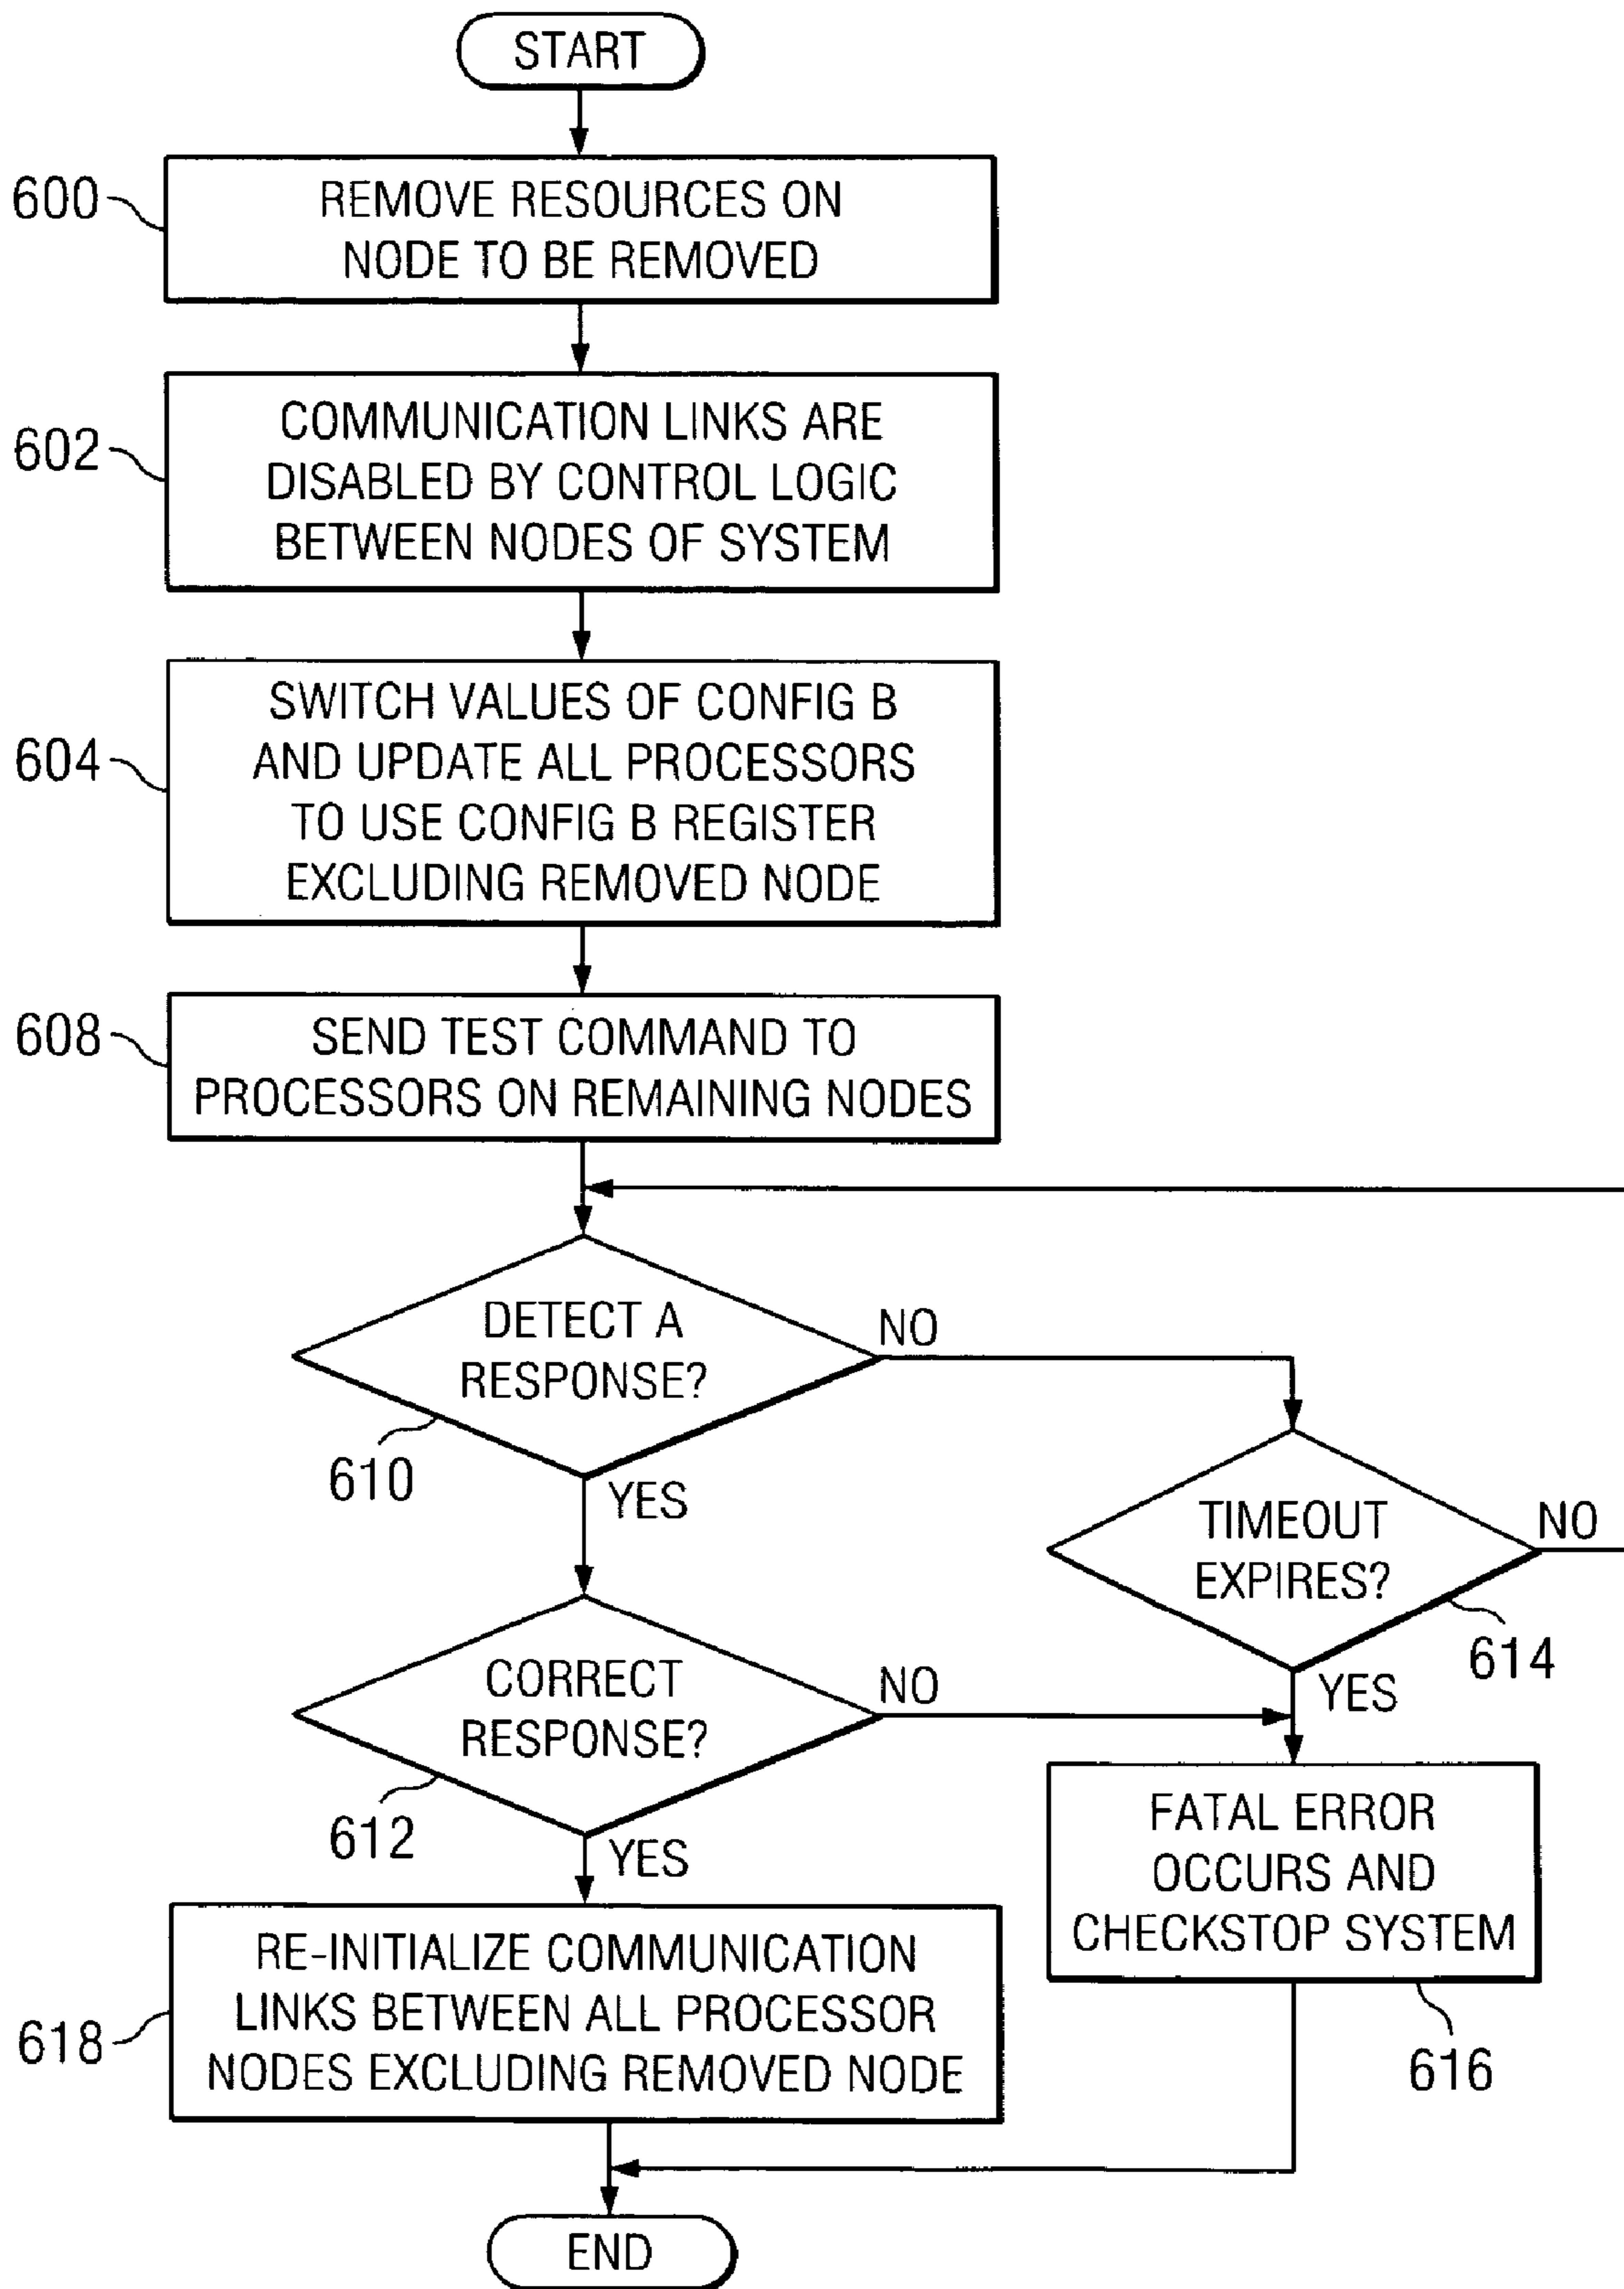 START
600
REMOVE RESOURCES ON
NODE TO BE REMOVED
602
COMMUNICATION LINKS ARE
DISABLED BY CONTROL LOGIC
BETWEEN NODES OF SYSTEM
604
SWITCH VALUES OF CONFIG B
AND UPDATE ALL PROCESSORS
TO USE CONFIG B REGISTER
EXCLUDING REMOVED NODE
608
SEND TEST COMMAND TO
PROCESSORS ON REMAINING NODES
DETECT A
RESPONSE?
NO
610
YES
TIMEOUT
EXPIRES?
NO
614
YES
CORRECT
RESPONSE?
NO
612
YES
FATAL ERROR
OCCURS AND
CHECKSTOP SYSTEM
616
618
RE-INITIALIZE COMMUNICATION
LINKS BETWEEN ALL PROCESSOR
NODES EXCLUDING REMOVED NODE
END